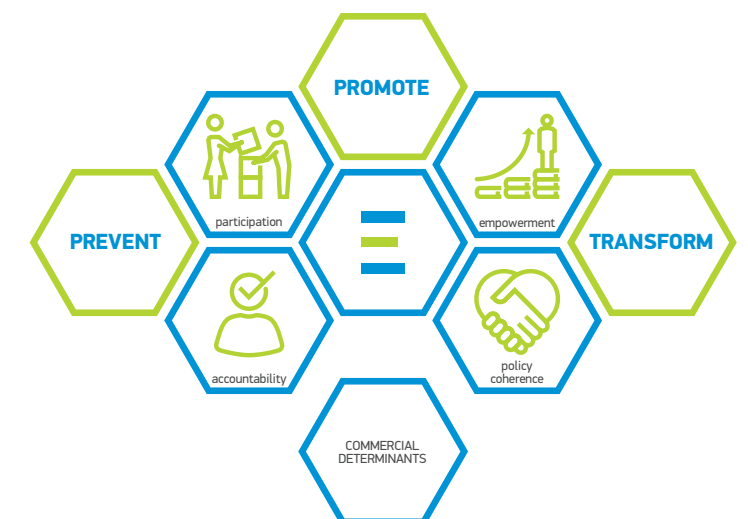 PROMOTE
participation
empowerment
PREVENT
TRANSFORM
accountability
policy
coherence
COMMERCIAL
DETERMINANTS